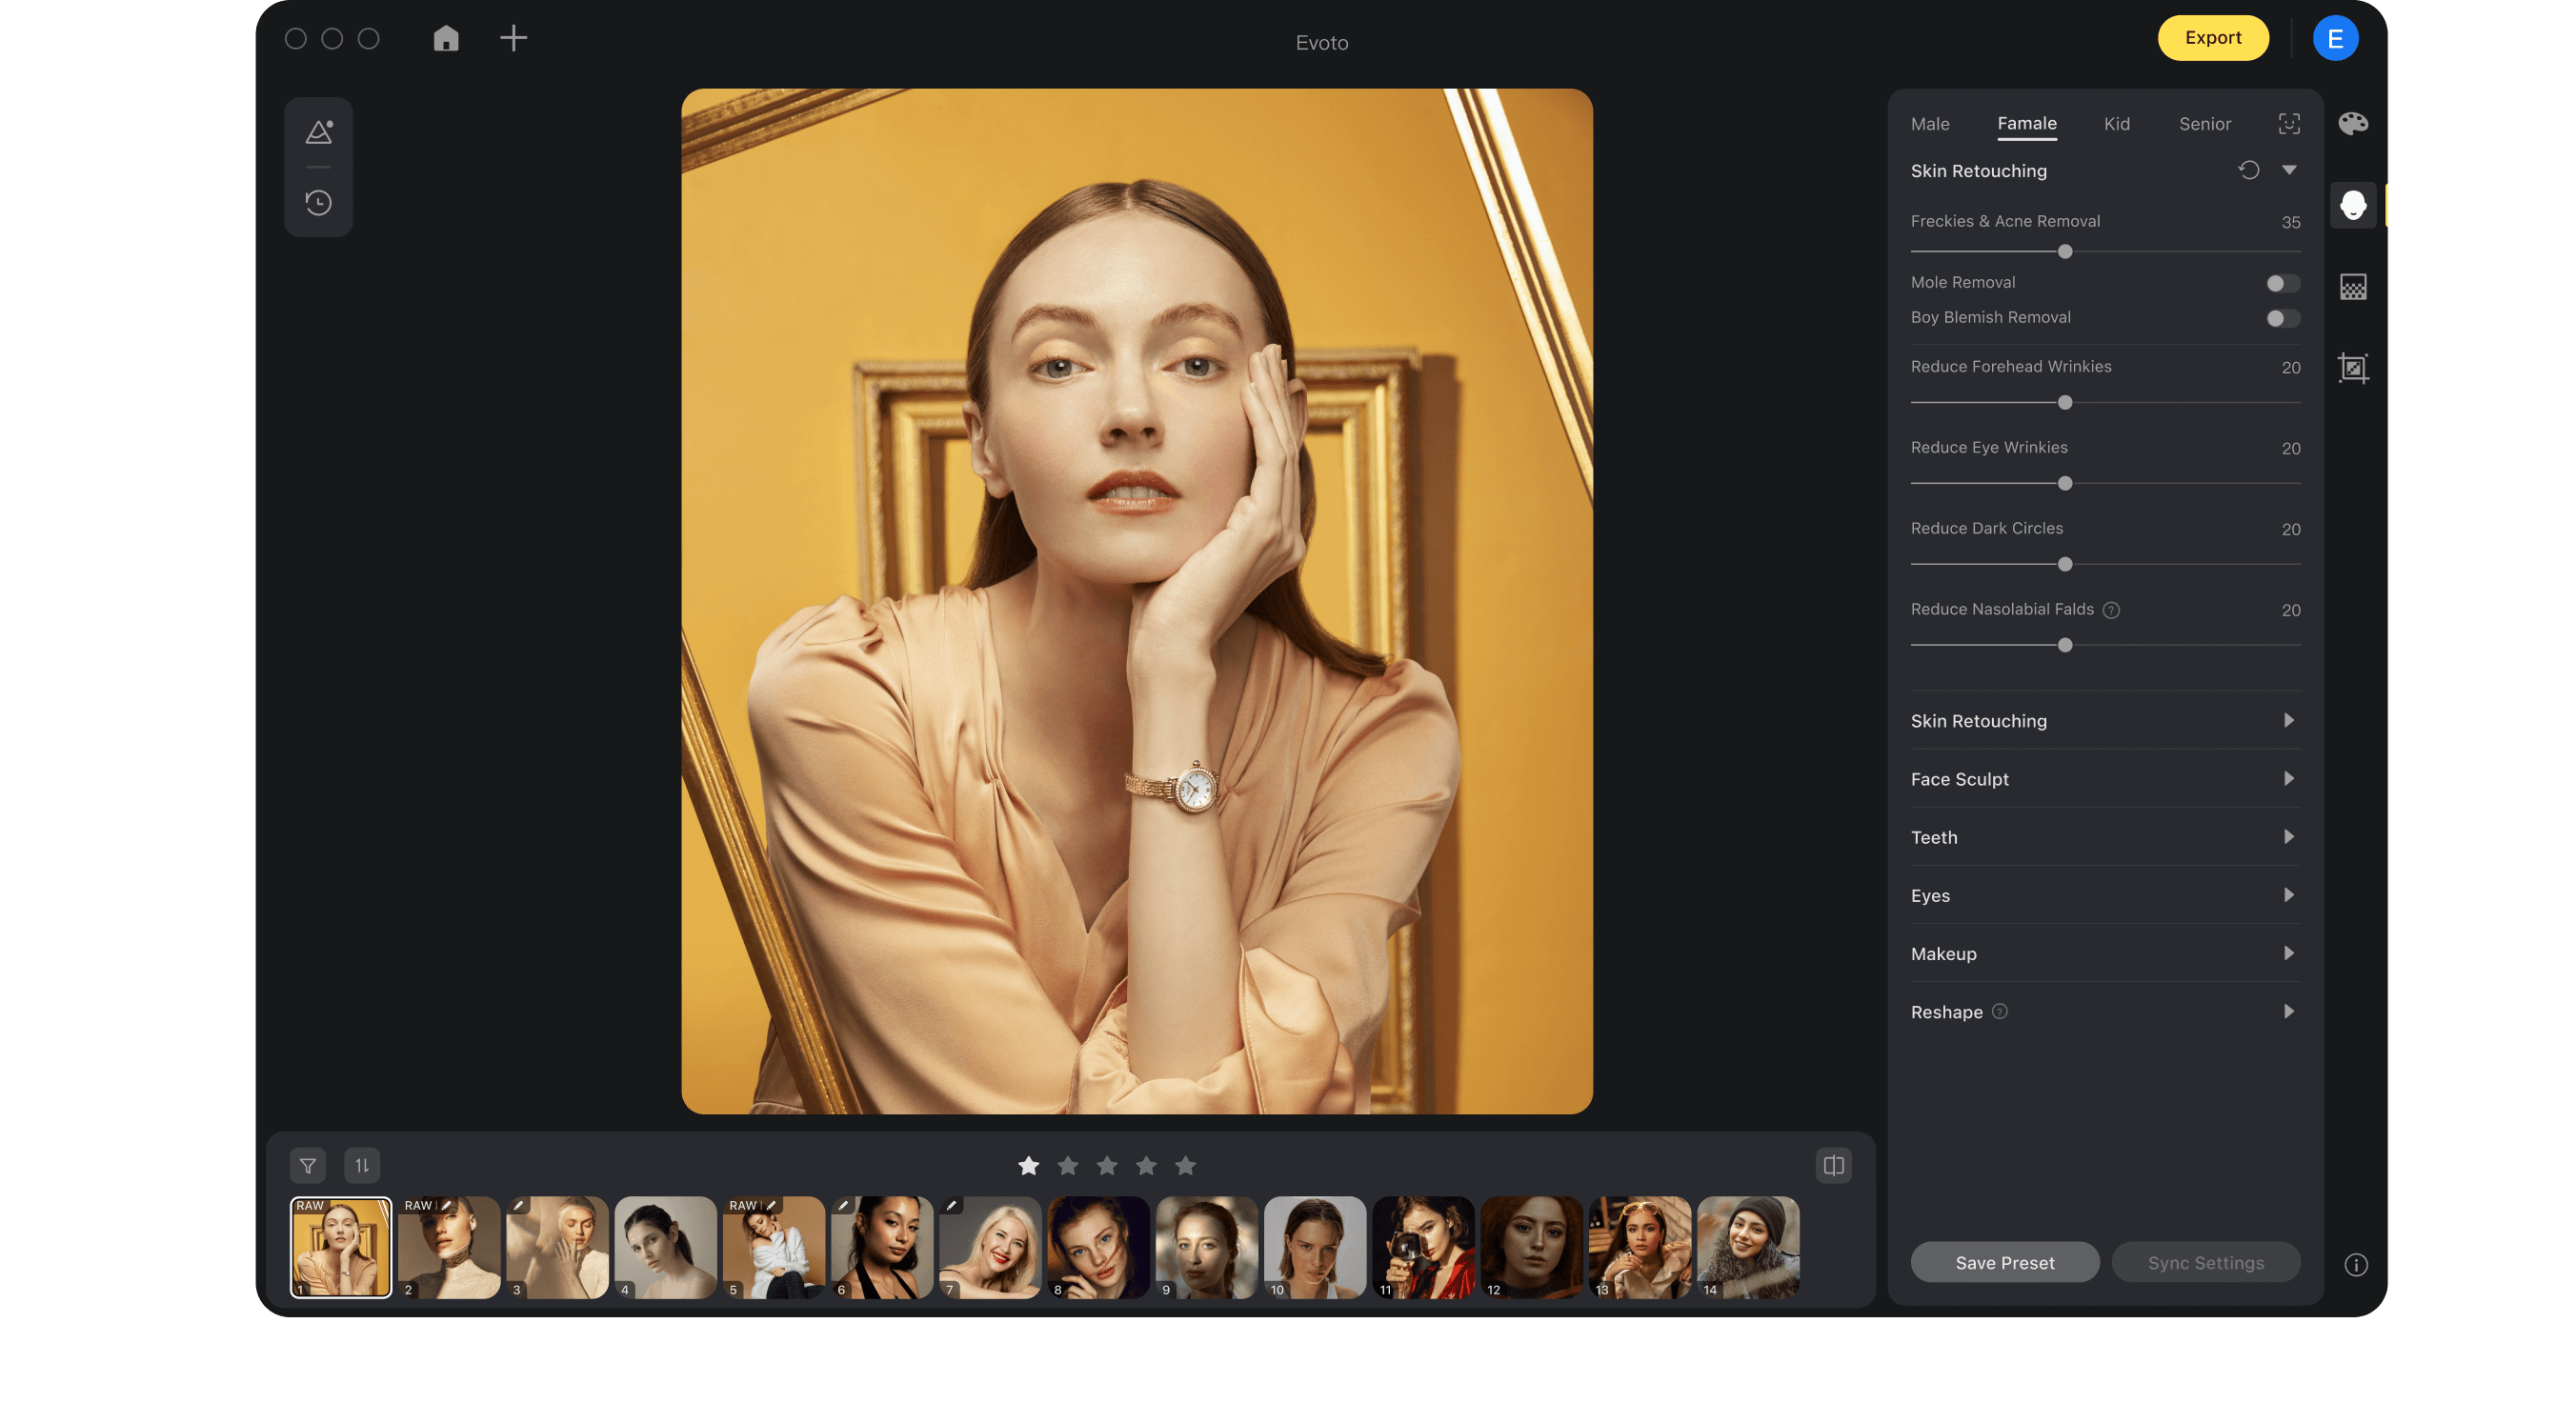 Evoto
Export
E
Male Famale Kid Senior
Skin Retouching
Freckies & Acne Removal 35
Mole Removal
Boy Blemish Removal
Reduce Forehead Wrinkies 20
Reduce Eye Wrinkies 20
Reduce Dark Circles 20
Reduce Nasolabial Falds ? 20
Skin Retouching
Face Sculpt
Teeth
Eyes
Makeup
Reshape ?
Save Preset Sync Settings
RAW RAW RAW
1 2 3 4 5 6 7 8 9 10 11 12 13 14